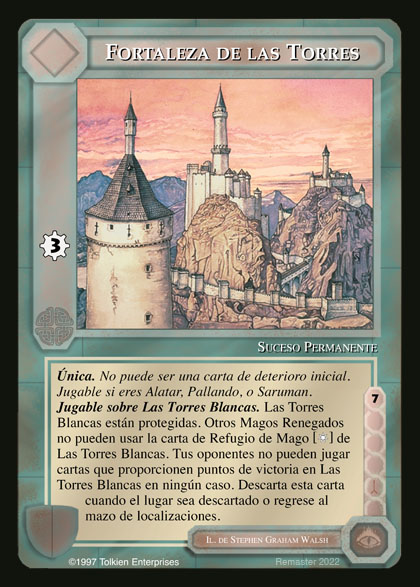 Fortaleza de las Torres
3
Suceso Permanente
Única. No puede ser una carta de deterioro inicial.
Jugable si eres Alatar, Pallando, o Saruman.
Jugable sobre Las Torres Blancas. Las Torres
Blancas están protegidas. Otros Magos Renegados
no pueden usar la carta de Refugio de Mago [ ] de
Las Torres Blancas. Tus oponentes no pueden jugar
cartas que proporcionen puntos de victoria en Las
Torres Blancas en ningún caso. Descarta esta carta
cuando el lugar sea descartado o regrese al
mazo de localizaciones.
7
Il. de Stephen Graham Walsh
©1997 Tolkien Enterprises
Remaster 2022